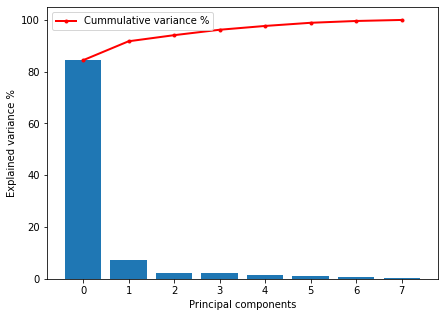 Cummulative variance %
Explained variance %
100
80
60
40
20
0
0 1 2 3 4 5 6 7
Principal components